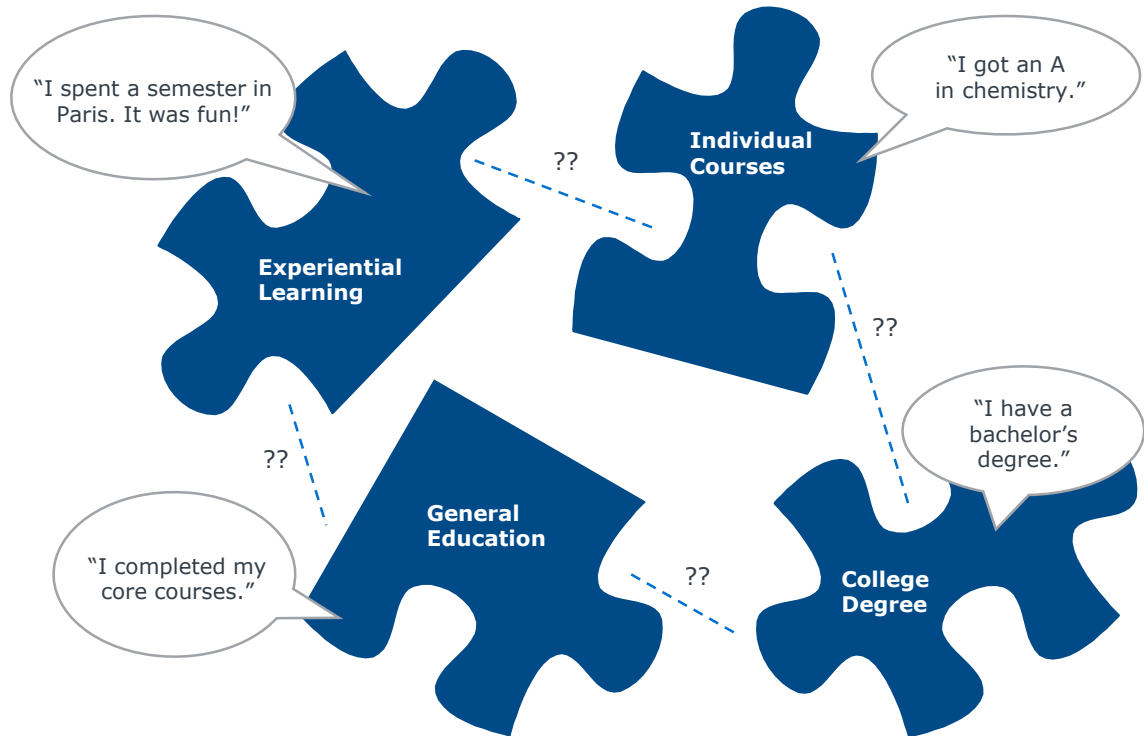 “I spent a semester in
Paris. It was fun!”
“I got an A
in chemistry.”
Individual
Courses
??
Experiential
Learning
??
“I have a
bachelor’s
degree.”
??
General
Education
“I completed my
core courses.”
??
College
Degree